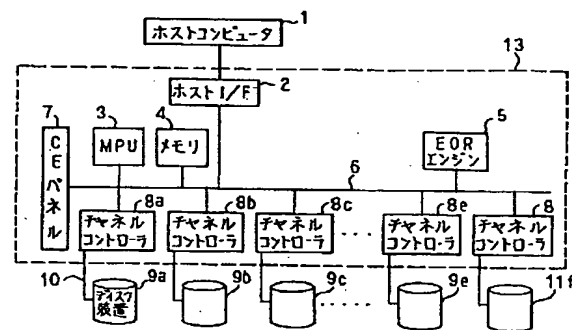 ホストコンピュータ
1
13
ホストI/F
2
7
CEパネル
3
MPU
4
メモリ
5
EOR
エンジン
6
8a
チャネル
コントローラ
8b
チャネル
コントローラ
8c
チャネル
コントローラ
8e
チャネル
コントローラ
8
チャネル
コントローラ
10
9a
ディスク
装置
9b
9c
9e
11f